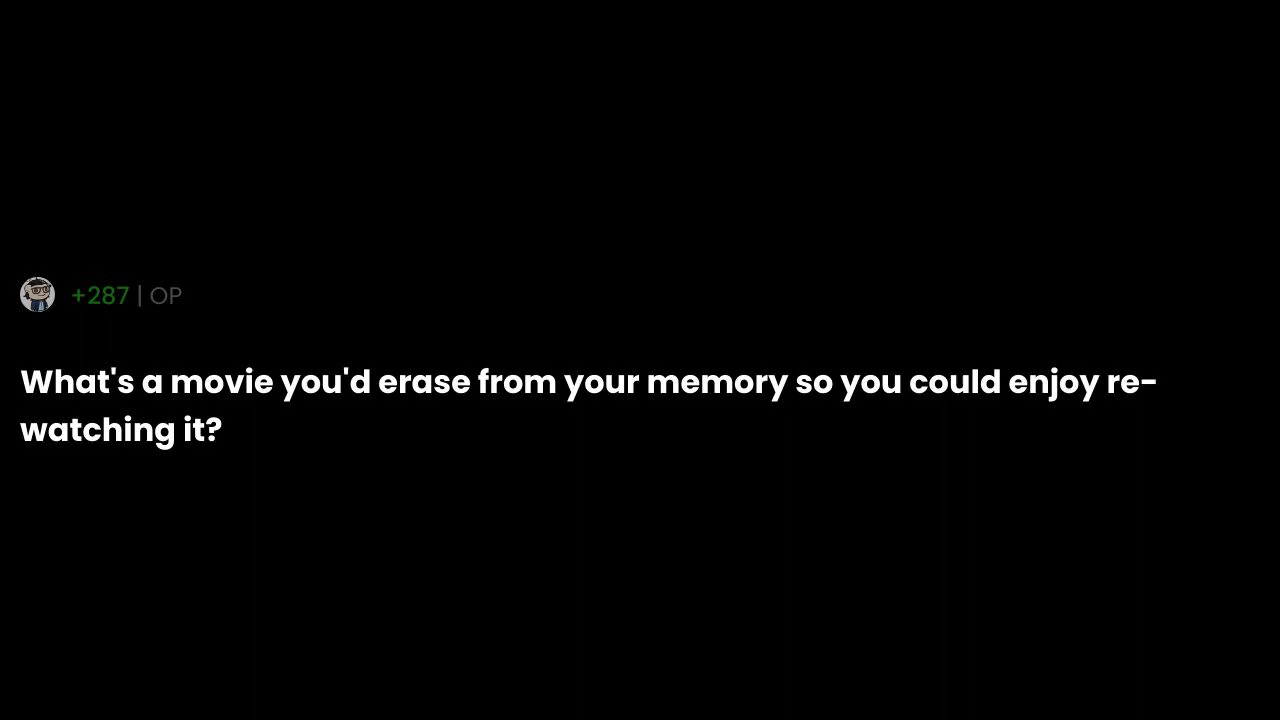 +287 | OP
What's a movie you'd erase from your memory so you could enjoy re-
watching it?